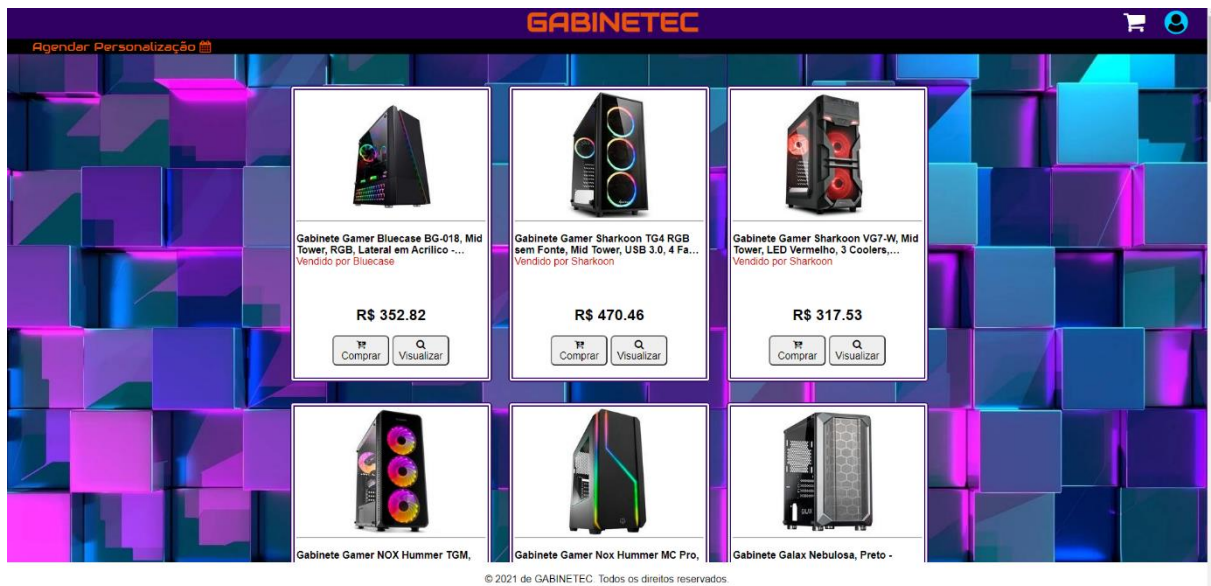 GABINETEC
Agendar Personalização
Gabinete Gamer Bluecase BG-018, Mid
Tower, RGB, Lateral em Acrílico -...
Vendido por Bluecase
R$ 352.82
Comprar
Visualizar
Gabinete Gamer Sharkoon TG4 RGB
sem Fonte, Mid Tower, USB 3.0, 4 Fa...
Vendido por Sharkoon
R$ 470.46
Comprar
Visualizar
Gabinete Gamer Sharkoon VG7-W, Mid
Tower, LED Vermelho, 3 Coolers,...
Vendido por Sharkoon
R$ 317.53
Comprar
Visualizar
Gabinete Gamer NOX Hummer TGM,
Gabinete Gamer Nox Hummer MC Pro,
Gabinete Galax Nebulosa, Preto -
© 2021 de GABINETEC. Todos os direitos reservados.